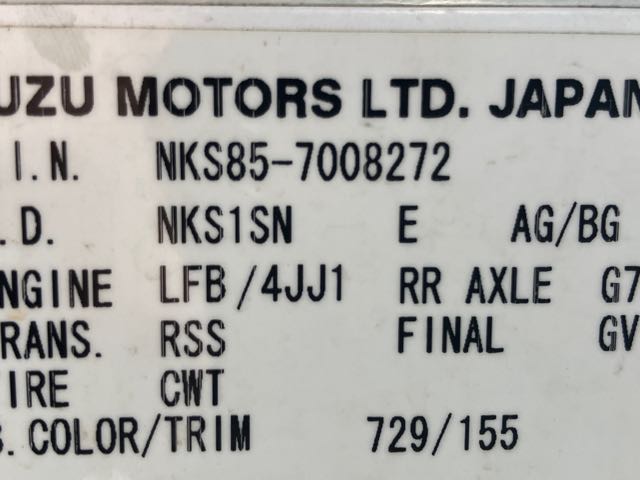 UZU MOTORS LTD. JAPAN
I.N. NKS85-7008272
.D. NKS1SN E AG/BG
NGINE LFB/4JJ1 RR AXLE G7
RANS. RSS FINAL GV
IRE CWT
B.COLOR/TRIM 729/155